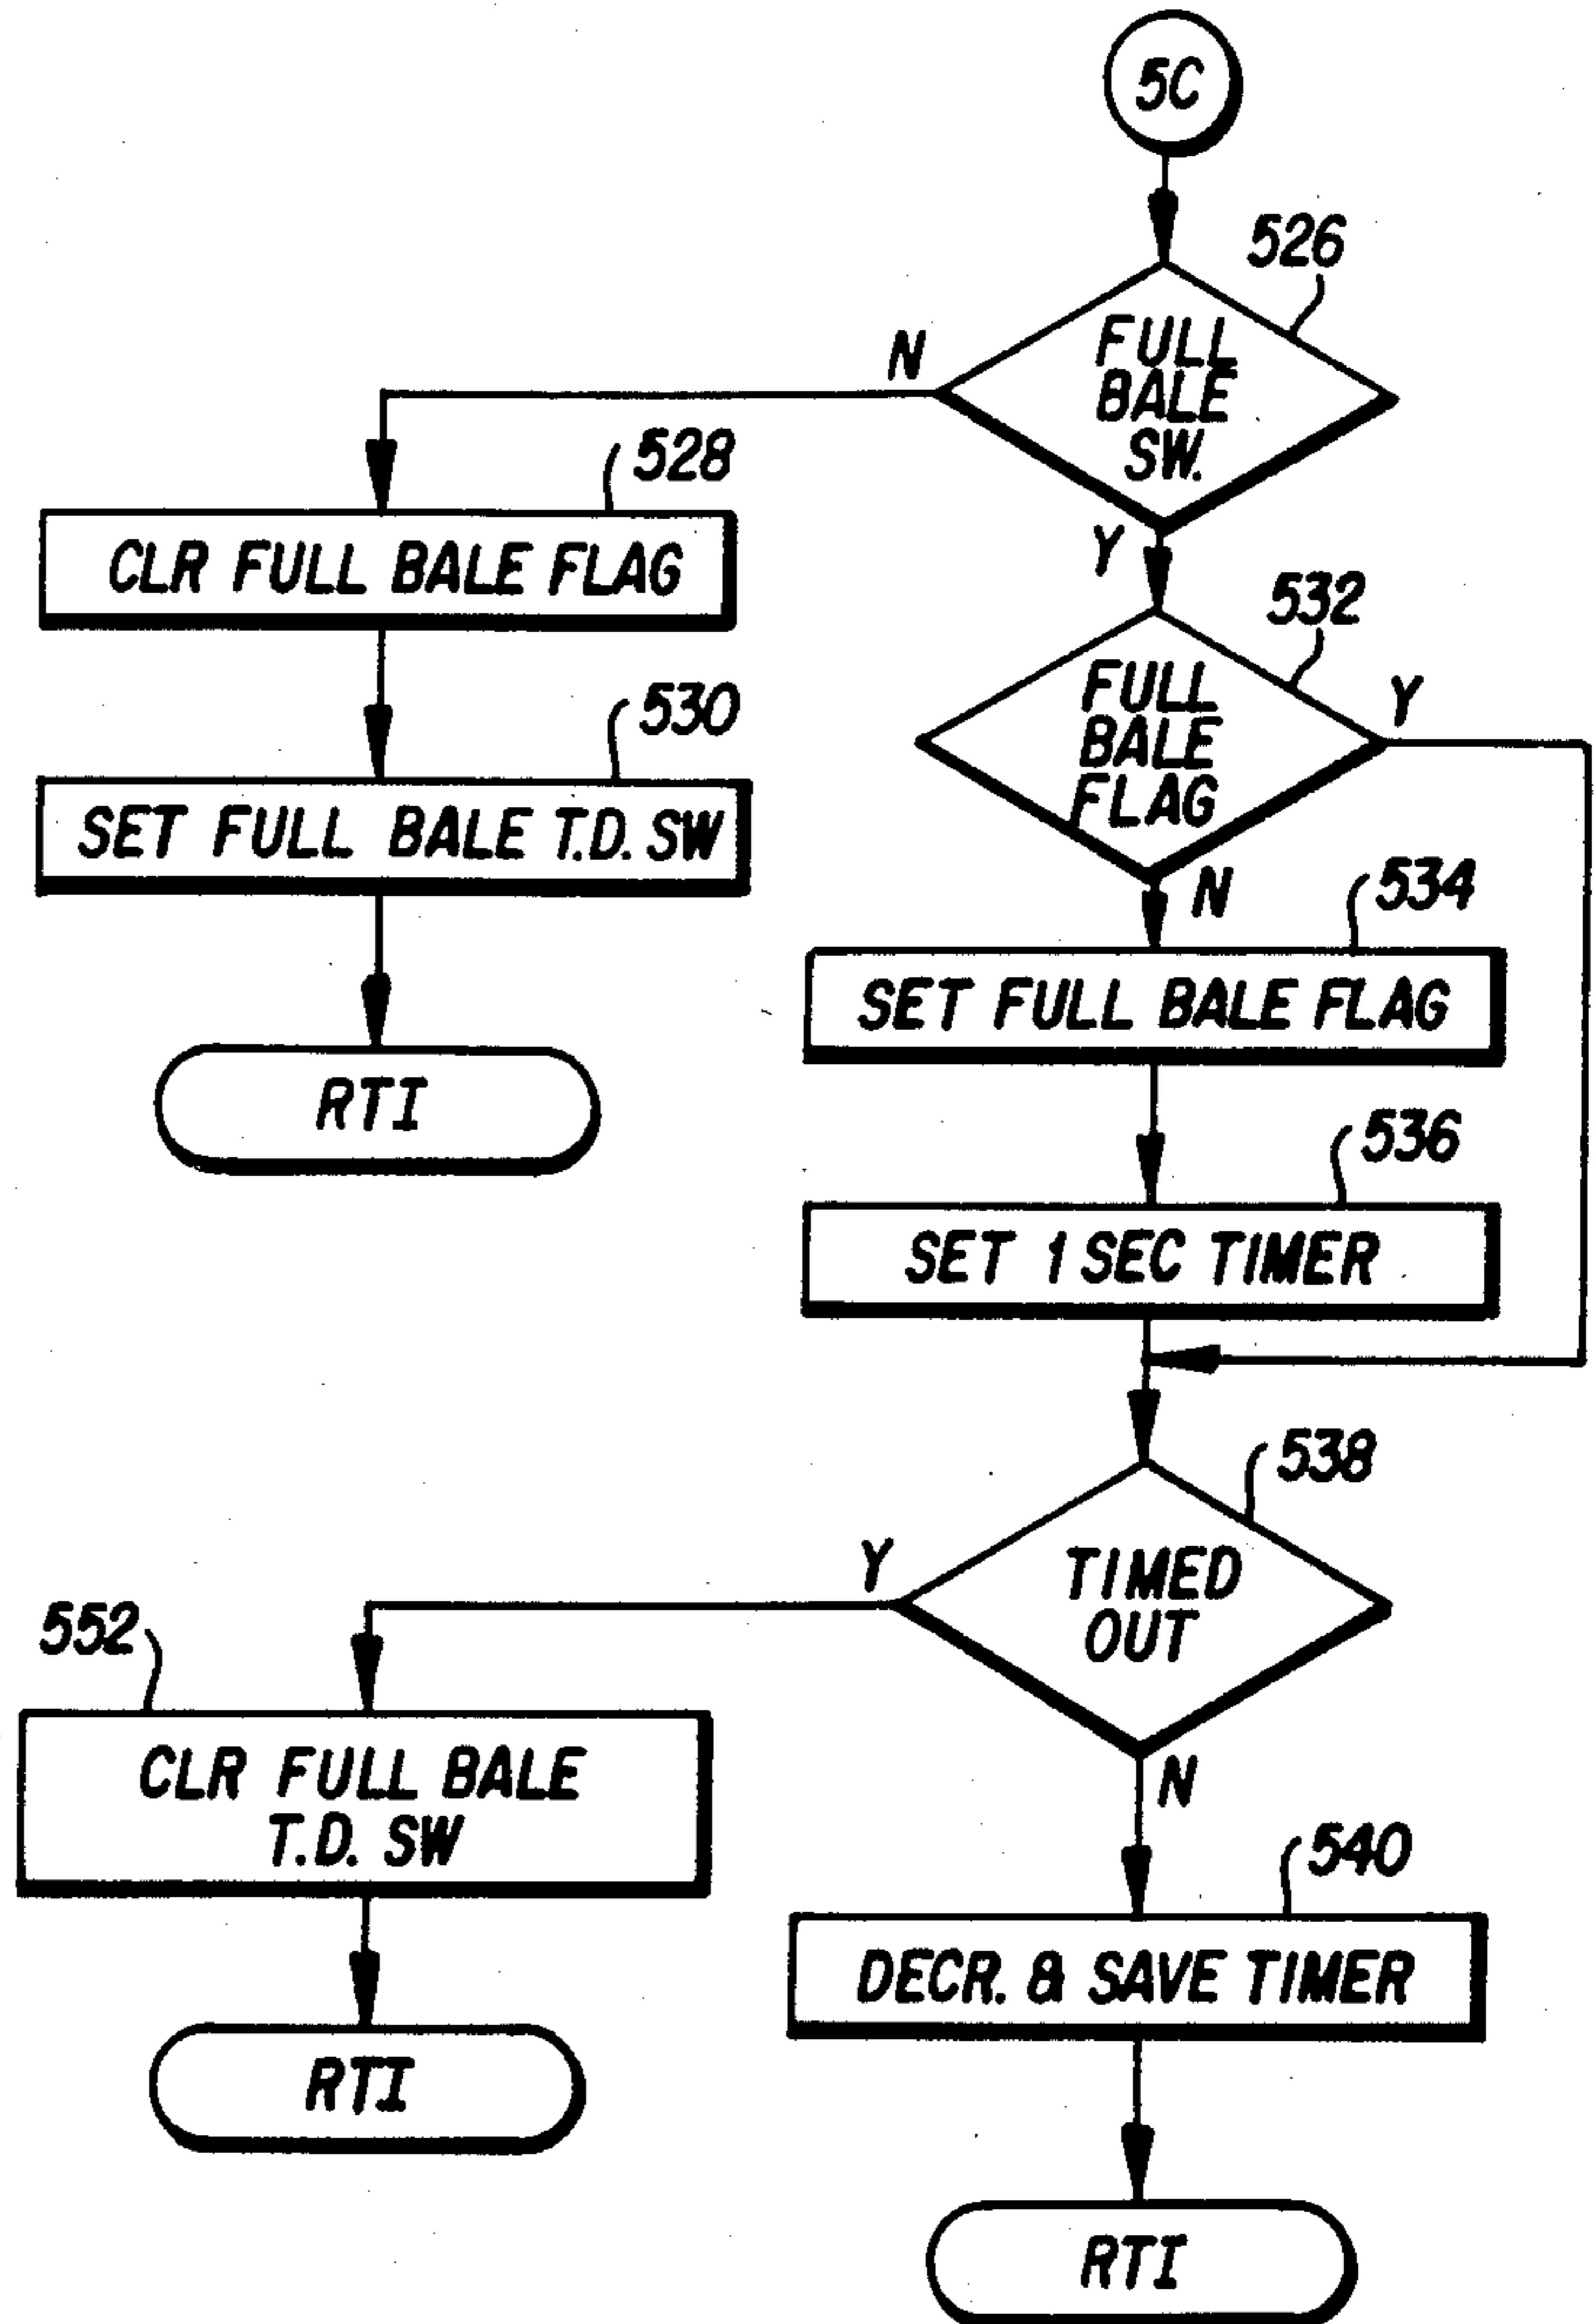 5C
526
FULL
BALE
SW.
N
Y
528
CLR FULL BALE FLAG
530
SET FULL BALE T.D. SW
RTI
532
FULL
BALE
FLAG
Y
N
534
SET FULL BALE FLAG
536
SET 1 SEC TIMER
538
TIMED
OUT
Y
N
552
CLR FULL BALE
T.D. SW
RTI
540
DECR. & SAVE TIMER
RTI